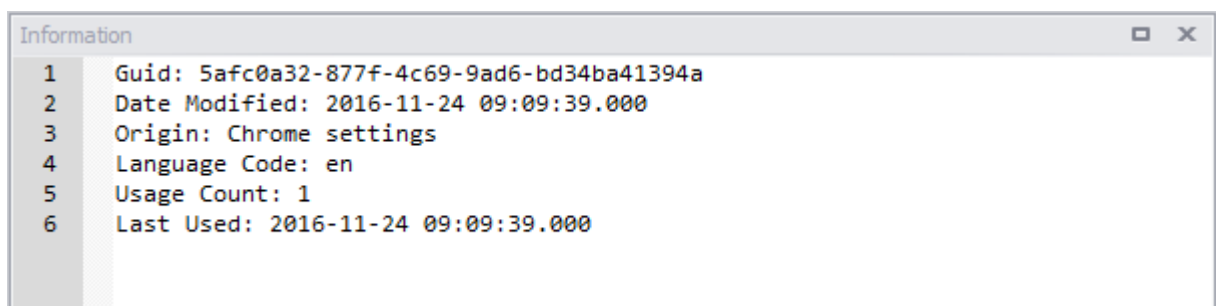 Information
1 Guid: 5afc0a32-877f-4c69-9ad6-bd34ba41394a
2 Date Modified: 2016-11-24 09:09:39.000
3 Origin: Chrome settings
4 Language Code: en
5 Usage Count: 1
6 Last Used: 2016-11-24 09:09:39.000